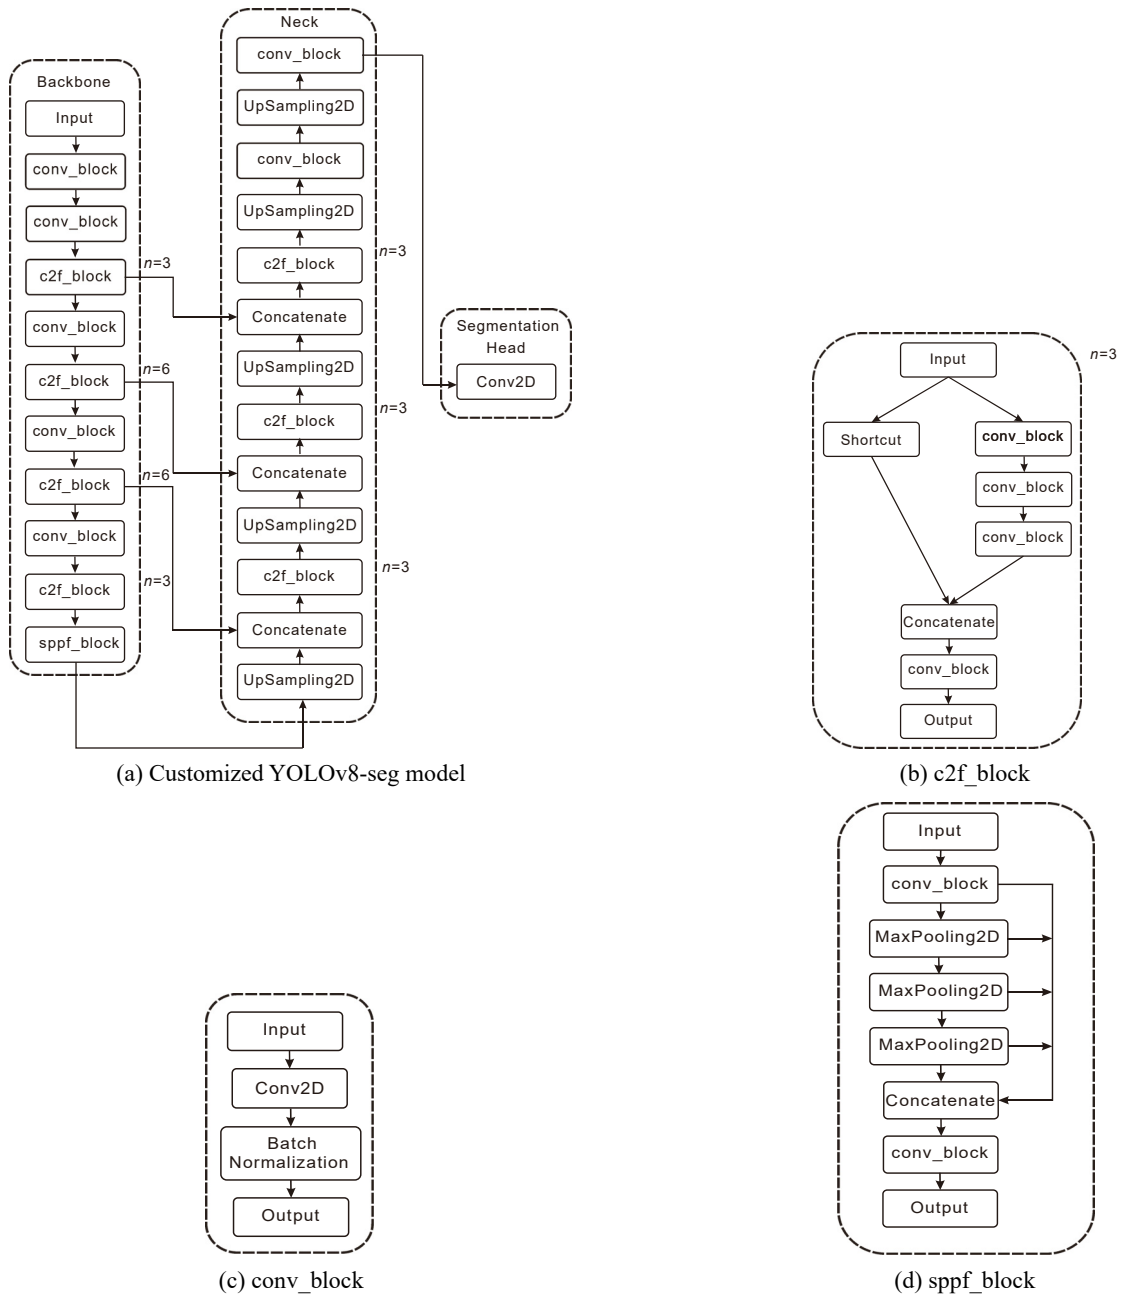 Backbone
Input
conv_block
conv_block
c2f_block
n=3
conv_block
c2f_block
n=6
conv_block
c2f_block
n=6
conv_block
c2f_block
n=3
sppf_block
Neck
conv_block
UpSampling2D
conv_block
UpSampling2D
c2f_block
n=3
Concatenate
UpSampling2D
c2f_block
n=3
Concatenate
UpSampling2D
c2f_block
n=3
Concatenate
UpSampling2D
Segmentation
Head
Conv2D
(a) Customized YOLOv8-seg model
Input
n=3
Shortcut
conv_block
conv_block
conv_block
Concatenate
conv_block
Output
(b) c2f_block
Input
Conv2D
Batch
Normalization
Output
(c) conv_block
Input
conv_block
MaxPooling2D
MaxPooling2D
MaxPooling2D
Concatenate
conv_block
Output
(d) sppf_block